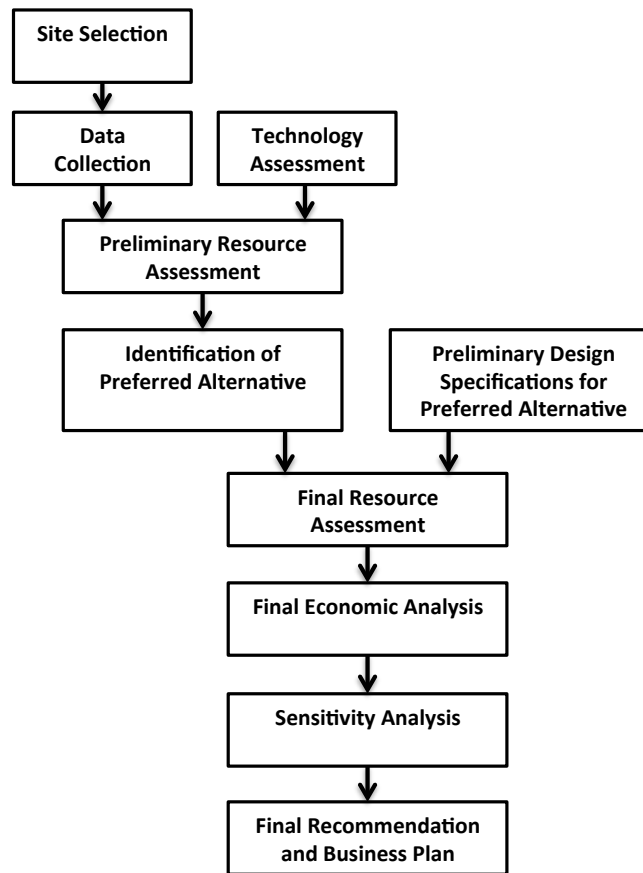 Site Selection
Data
Collection
Technology
Assessment
Preliminary Resource
Assessment
Identification of
Preferred Alternative
Preliminary Design
Specifications for
Preferred Alternative
Final Resource
Assessment
Final Economic Analysis
Sensitivity Analysis
Final Recommendation
and Business Plan